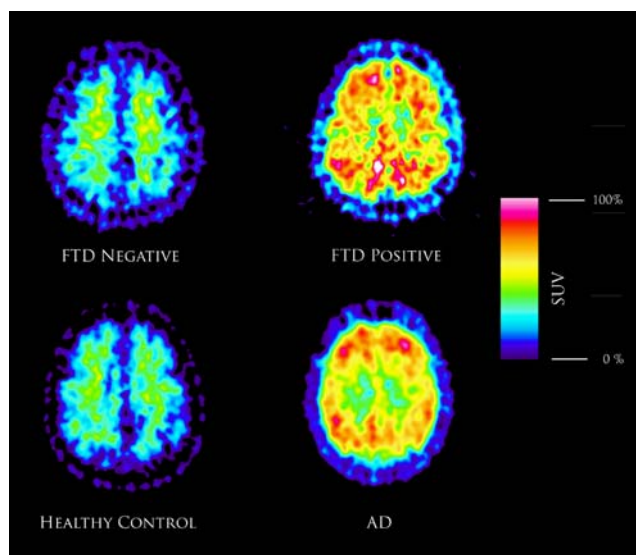 FTD Negative
FTD Positive
100%
SUV
0 %
Healthy Control
AD